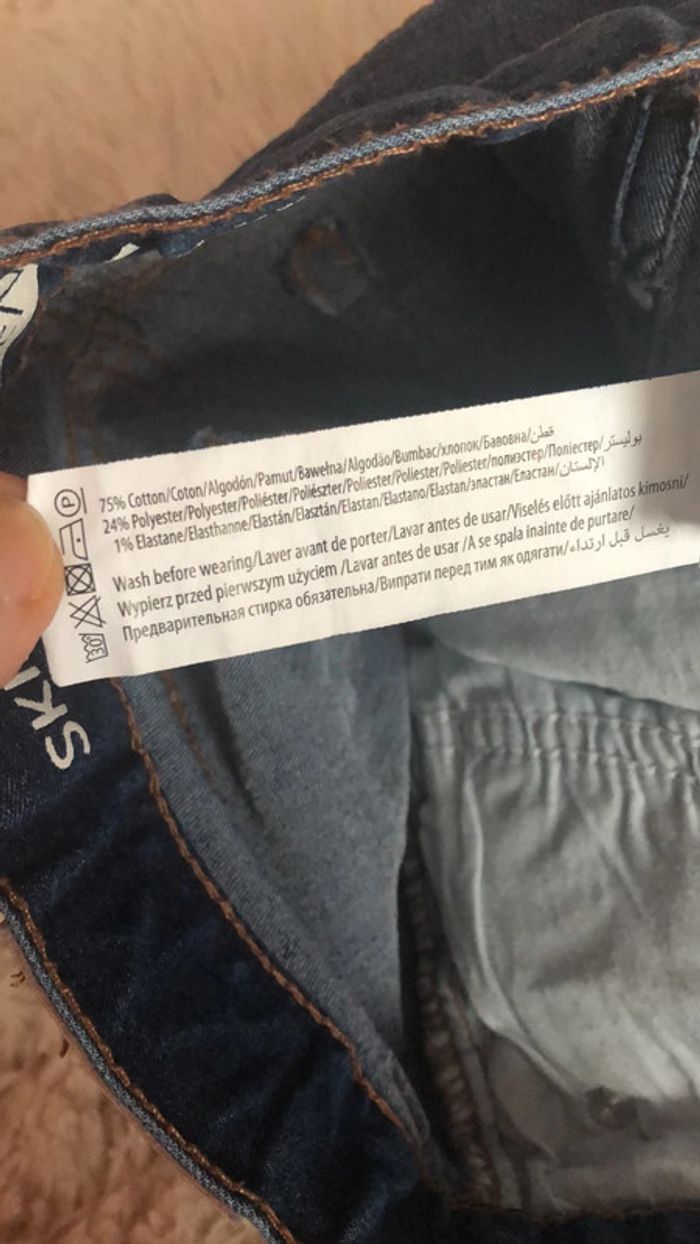 75% Cotton/Coton/Algodón/Pamut/Bawełna/Algodão/Bumbac/хлопок/Бавовна/قطن
24% Polyester/Polyester/Poliéster/Poliészter/Poliester/Poliéster/Poliester/полиэстер/Поліестер/بوليستر
1% Elastane/Elasthanne/Elastán/Elasztán/Elastan/Elastano/Elastan/эластан/Еластан/الإلستان
Wash before wearing/Laver avant de porter/Lavar antes de usar/Viselés előtt ajánlatos kimosni/
Wypierz przed pierwszym użyciem /Lavar antes de usar /A se spala inainte de purtare/
Предварительная стирка обязательна/Випрати перед тим як одягати/يغسل قبل ارتداء
P
30
SKI